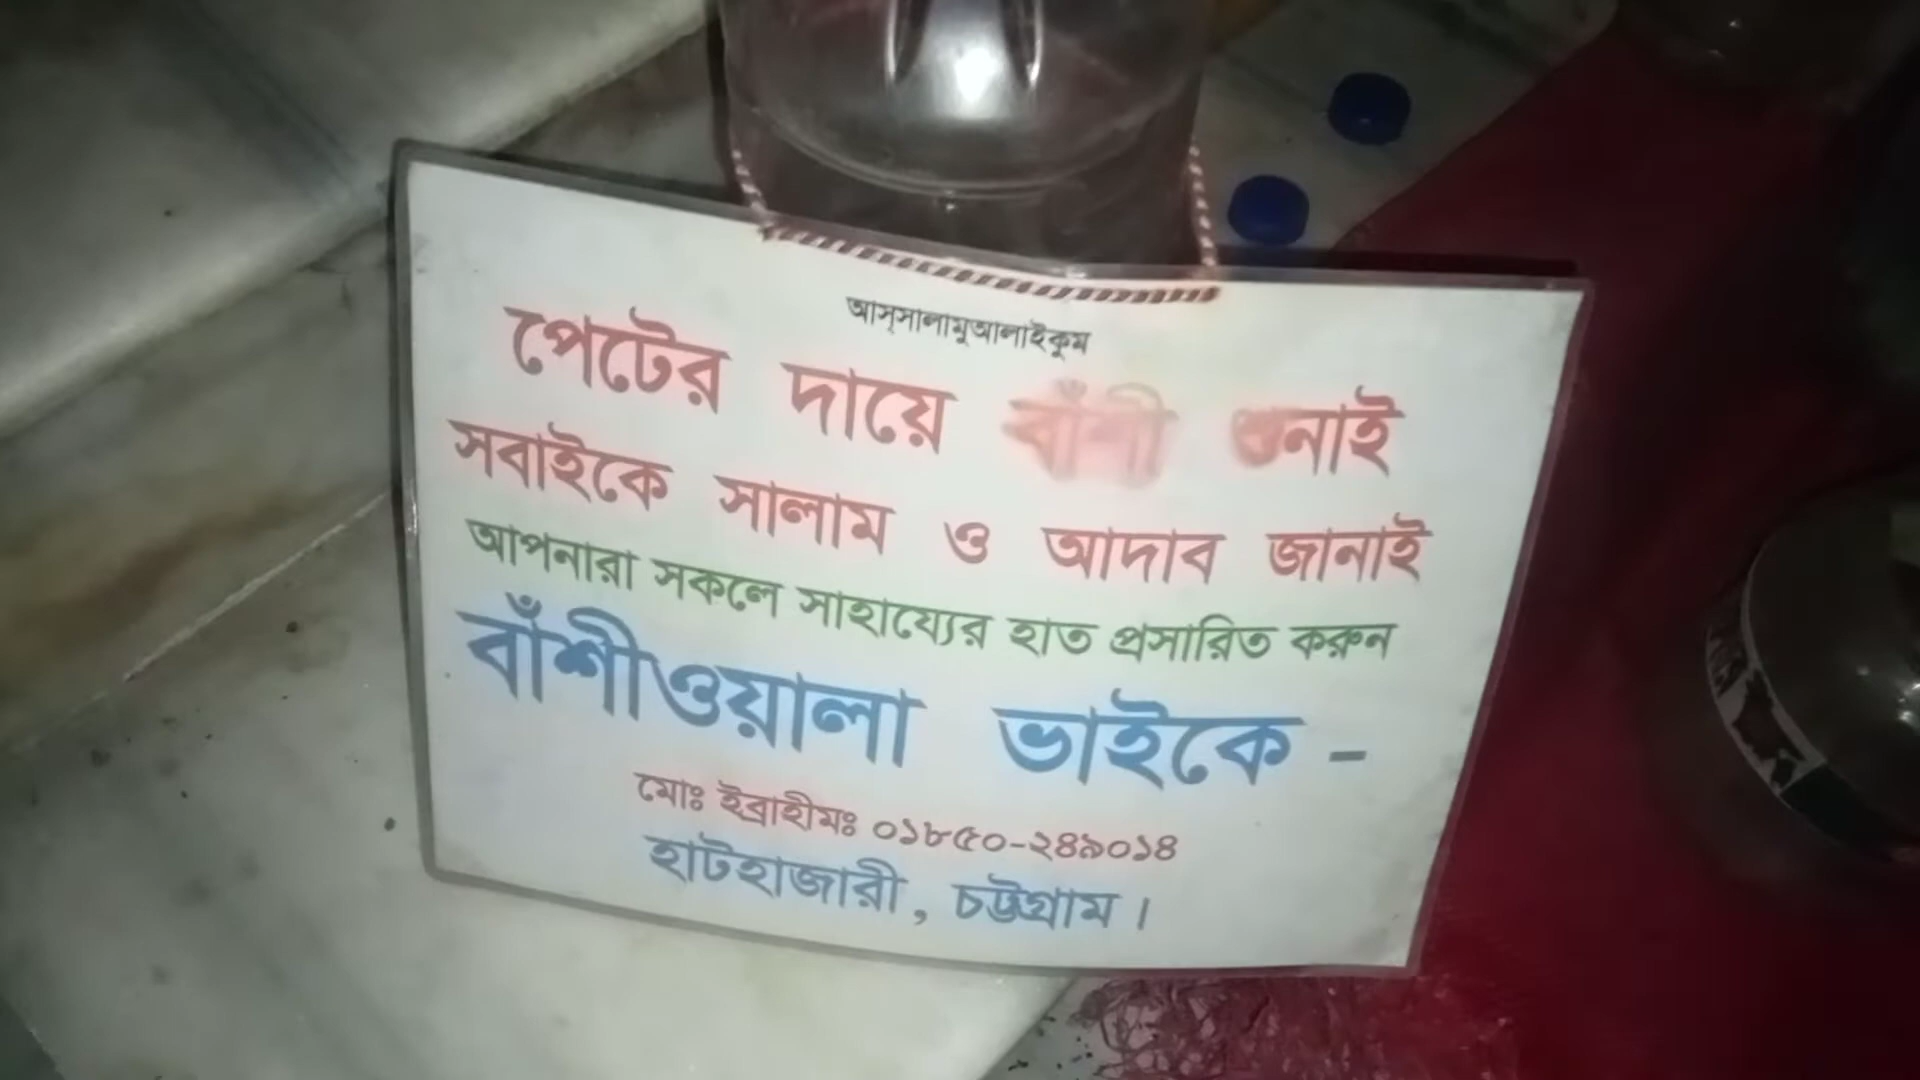 আস্সালামুআলাইকুম
পেটের দায়ে বাঁশী শুনাই
সবাইকে সালাম ও আদাব জানাই
আপনারা সকলে সাহায্যের হাত প্রসারিত করুন
বাঁশীওয়ালা ভাইকে -
মোঃ ইব্রাহীমঃ ০১৮৫০-২৪৯০১৪
হাটহাজারী, চট্টগ্রাম।